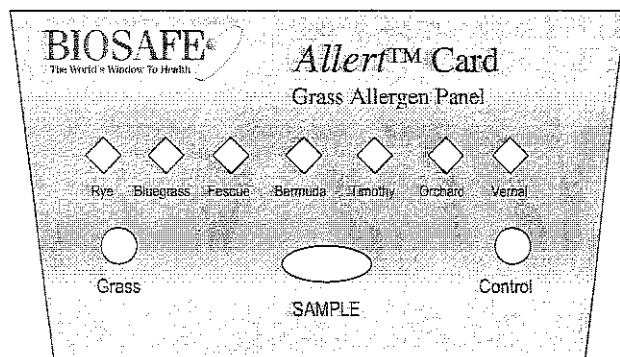 BIOSAFE®
The World's Window To Health
Allert™ Card
Grass Allergen Panel
Rye Bluegrass Fescue Bermuda Timothy Orchard Vernal
Grass
SAMPLE
Control